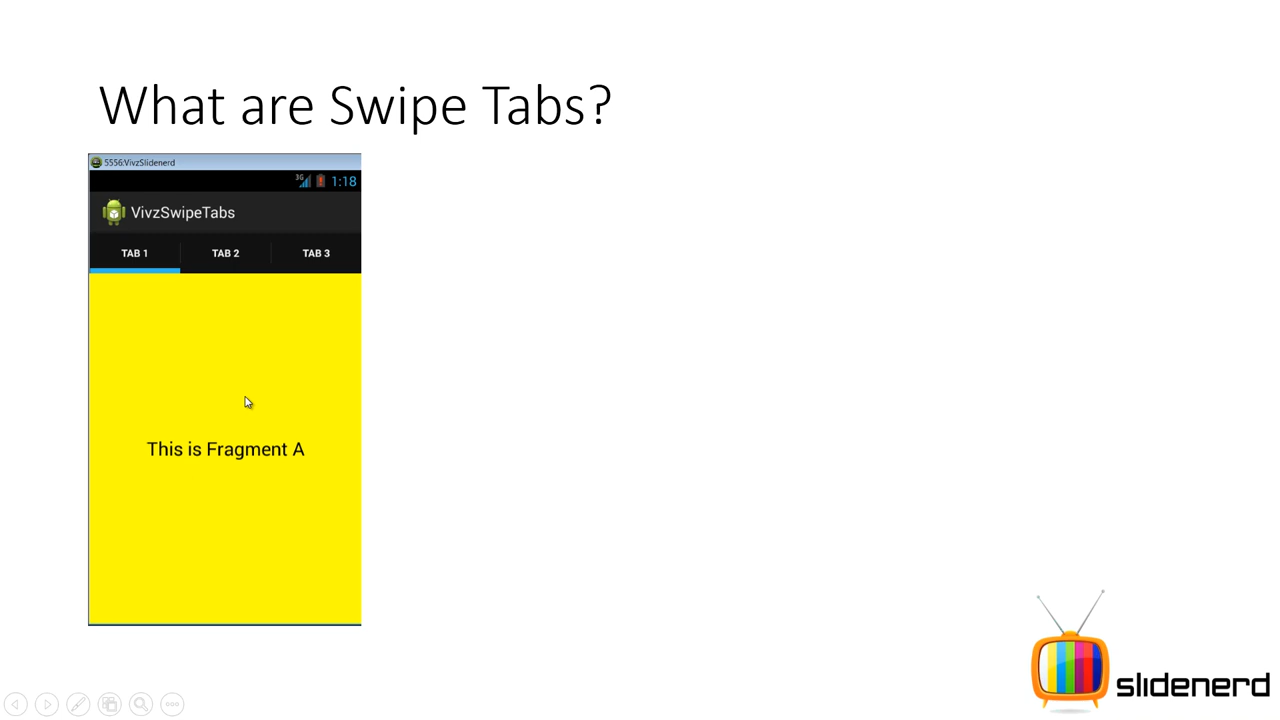 What are Swipe Tabs?
5556:VivzSlidenerd
3G 1:18
VivzSwipeTabs
TAB 1 TAB 2 TAB 3
This is Fragment A
slidenerd